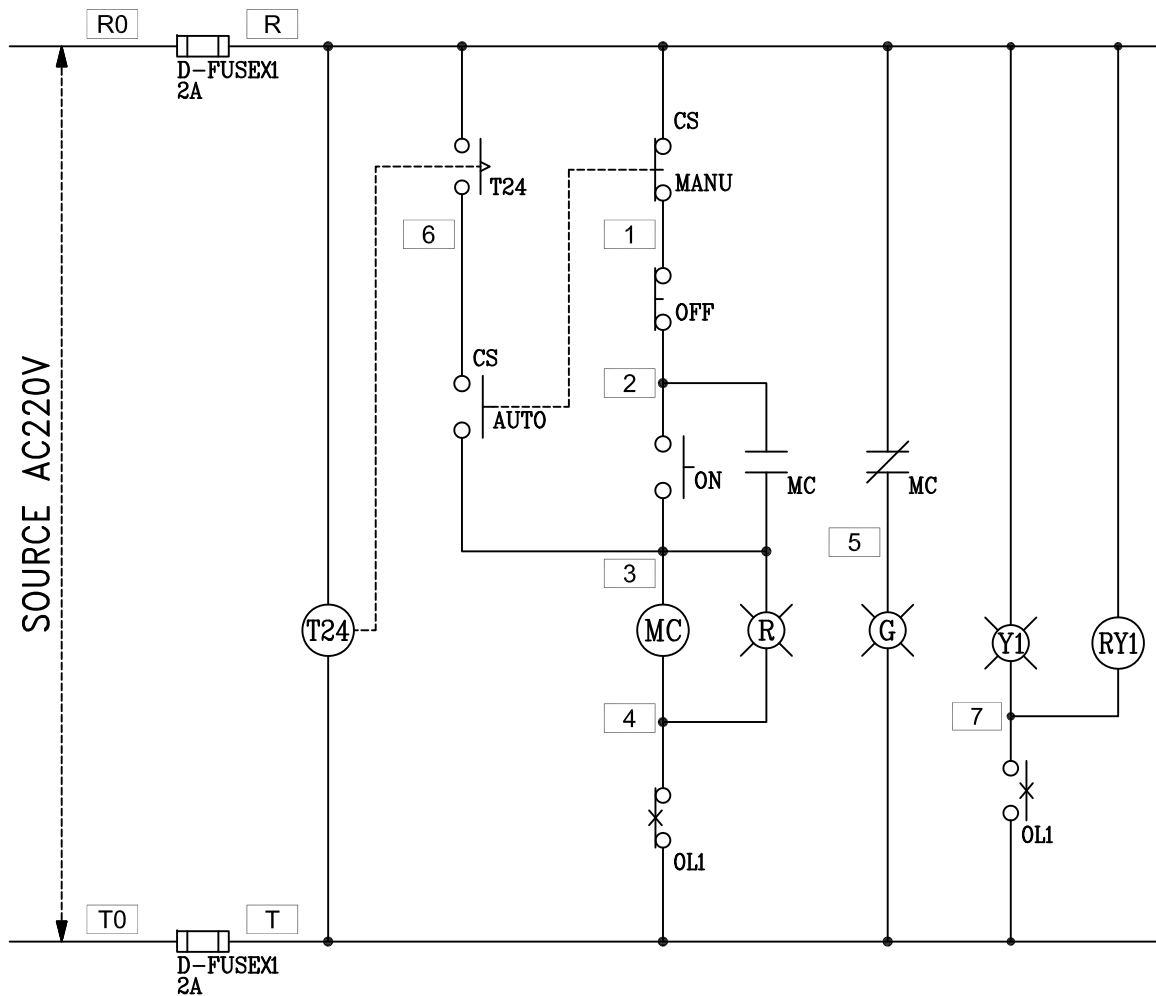 R0
R
D-FUSEX1
2A
CS
MANU
T24
6
1
OFF
CS
2
AUTO
ON
MC
MC
SOURCE AC220V
5
3
T24
MC
R
G
Y1
RY1
4
7
OL1
OL1
T0
T
D-FUSEX1
2A